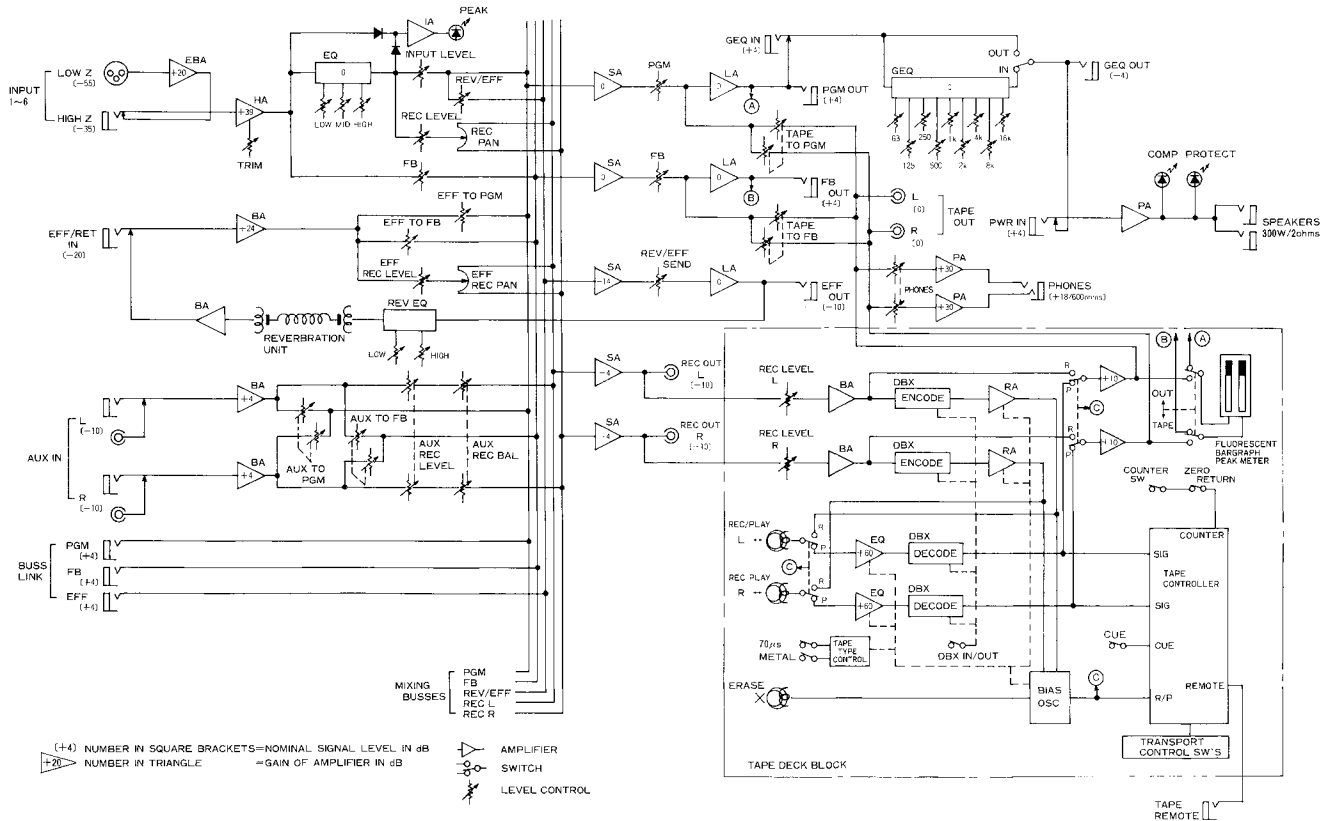 PEAK
IA
EQ
0
INPUT LEVEL
INPUT
1~6
LOW Z
(-55)
EBA
+20
HIGH Z
(-35)
HA
+39
TRIM
LOW MID HIGH
REV/EFF
REC LEVEL
REC
PAN
FB
EFF/RET
IN
(-20)
BA
+24
EFF TO PGM
EFF TO FB
EFF
REC LEVEL
EFF
REC PAN
BA
REVERBRATION
UNIT
REV EQ
LOW
HIGH
AUX IN
L
(-10)
R
(-10)
BA
+4
BA
+4
AUX TO FB
AUX TO
PGM
AUX
REC
LEVEL
AUX
REC BAL
BUSS
LINK
PGM
(+4)
FB
(+4)
EFF
(+4)
MIXING
BUSSES
PGM
FB
REV/EFF
REC L
REC R
SA
0
PGM
LA
0
A
PGM OUT
(+4)
GEQ IN
(+4)
TAPE
TO PGM
SA
0
FB
LA
0
B
FB
OUT
(+4)
TAPE
TO FB
SA
-14
REV/EFF
SEND
LA
0
EFF
OUT
(-10)
SA
-4
REC OUT
L
(-10)
SA
-4
REC OUT
R
(-10)
GEQ
0
OUT
IN
GEQ OUT
(-4)
63
250
1k
4k
16k
125
500
2k
8k
L
(0)
R
(0)
TAPE
OUT
COMP PROTECT
PWR IN
(+4)
PA
SPEAKERS
300W/2ohms
+30
PA
PHONES
+30
PA
PHONES
(+18/600ohms)
REC LEVEL
L
BA
DBX
ENCODE
RA
REC LEVEL
R
BA
DBX
ENCODE
RA
R
P
R
P
C
+10
+10
B
A
OUT
TAPE
FLUORESCENT
BARGRAPH
PEAK METER
COUNTER
SW
ZERO
RETURN
REC/PLAY
L
R
P
EQ
+60
DBX
DECODE
C
REC PLAY
R
R
P
EQ
+60
DBX
DECODE
COUNTER
SIG
TAPE
CONTROLLER
SIG
CUE
CUE
REMOTE
R/P
70μs
METAL
TAPE
TYPE
CONTROL
DBX IN/OUT
ERASE
BIAS
OSC
C
TRANSPORT
CONTROL SW'S
TAPE DECK BLOCK
TAPE
REMOTE
(+4) NUMBER IN SQUARE BRACKETS=NOMINAL SIGNAL LEVEL IN dB
+20 NUMBER IN TRIANGLE =GAIN OF AMPLIFIER IN dB
AMPLIFIER
SWITCH
LEVEL CONTROL